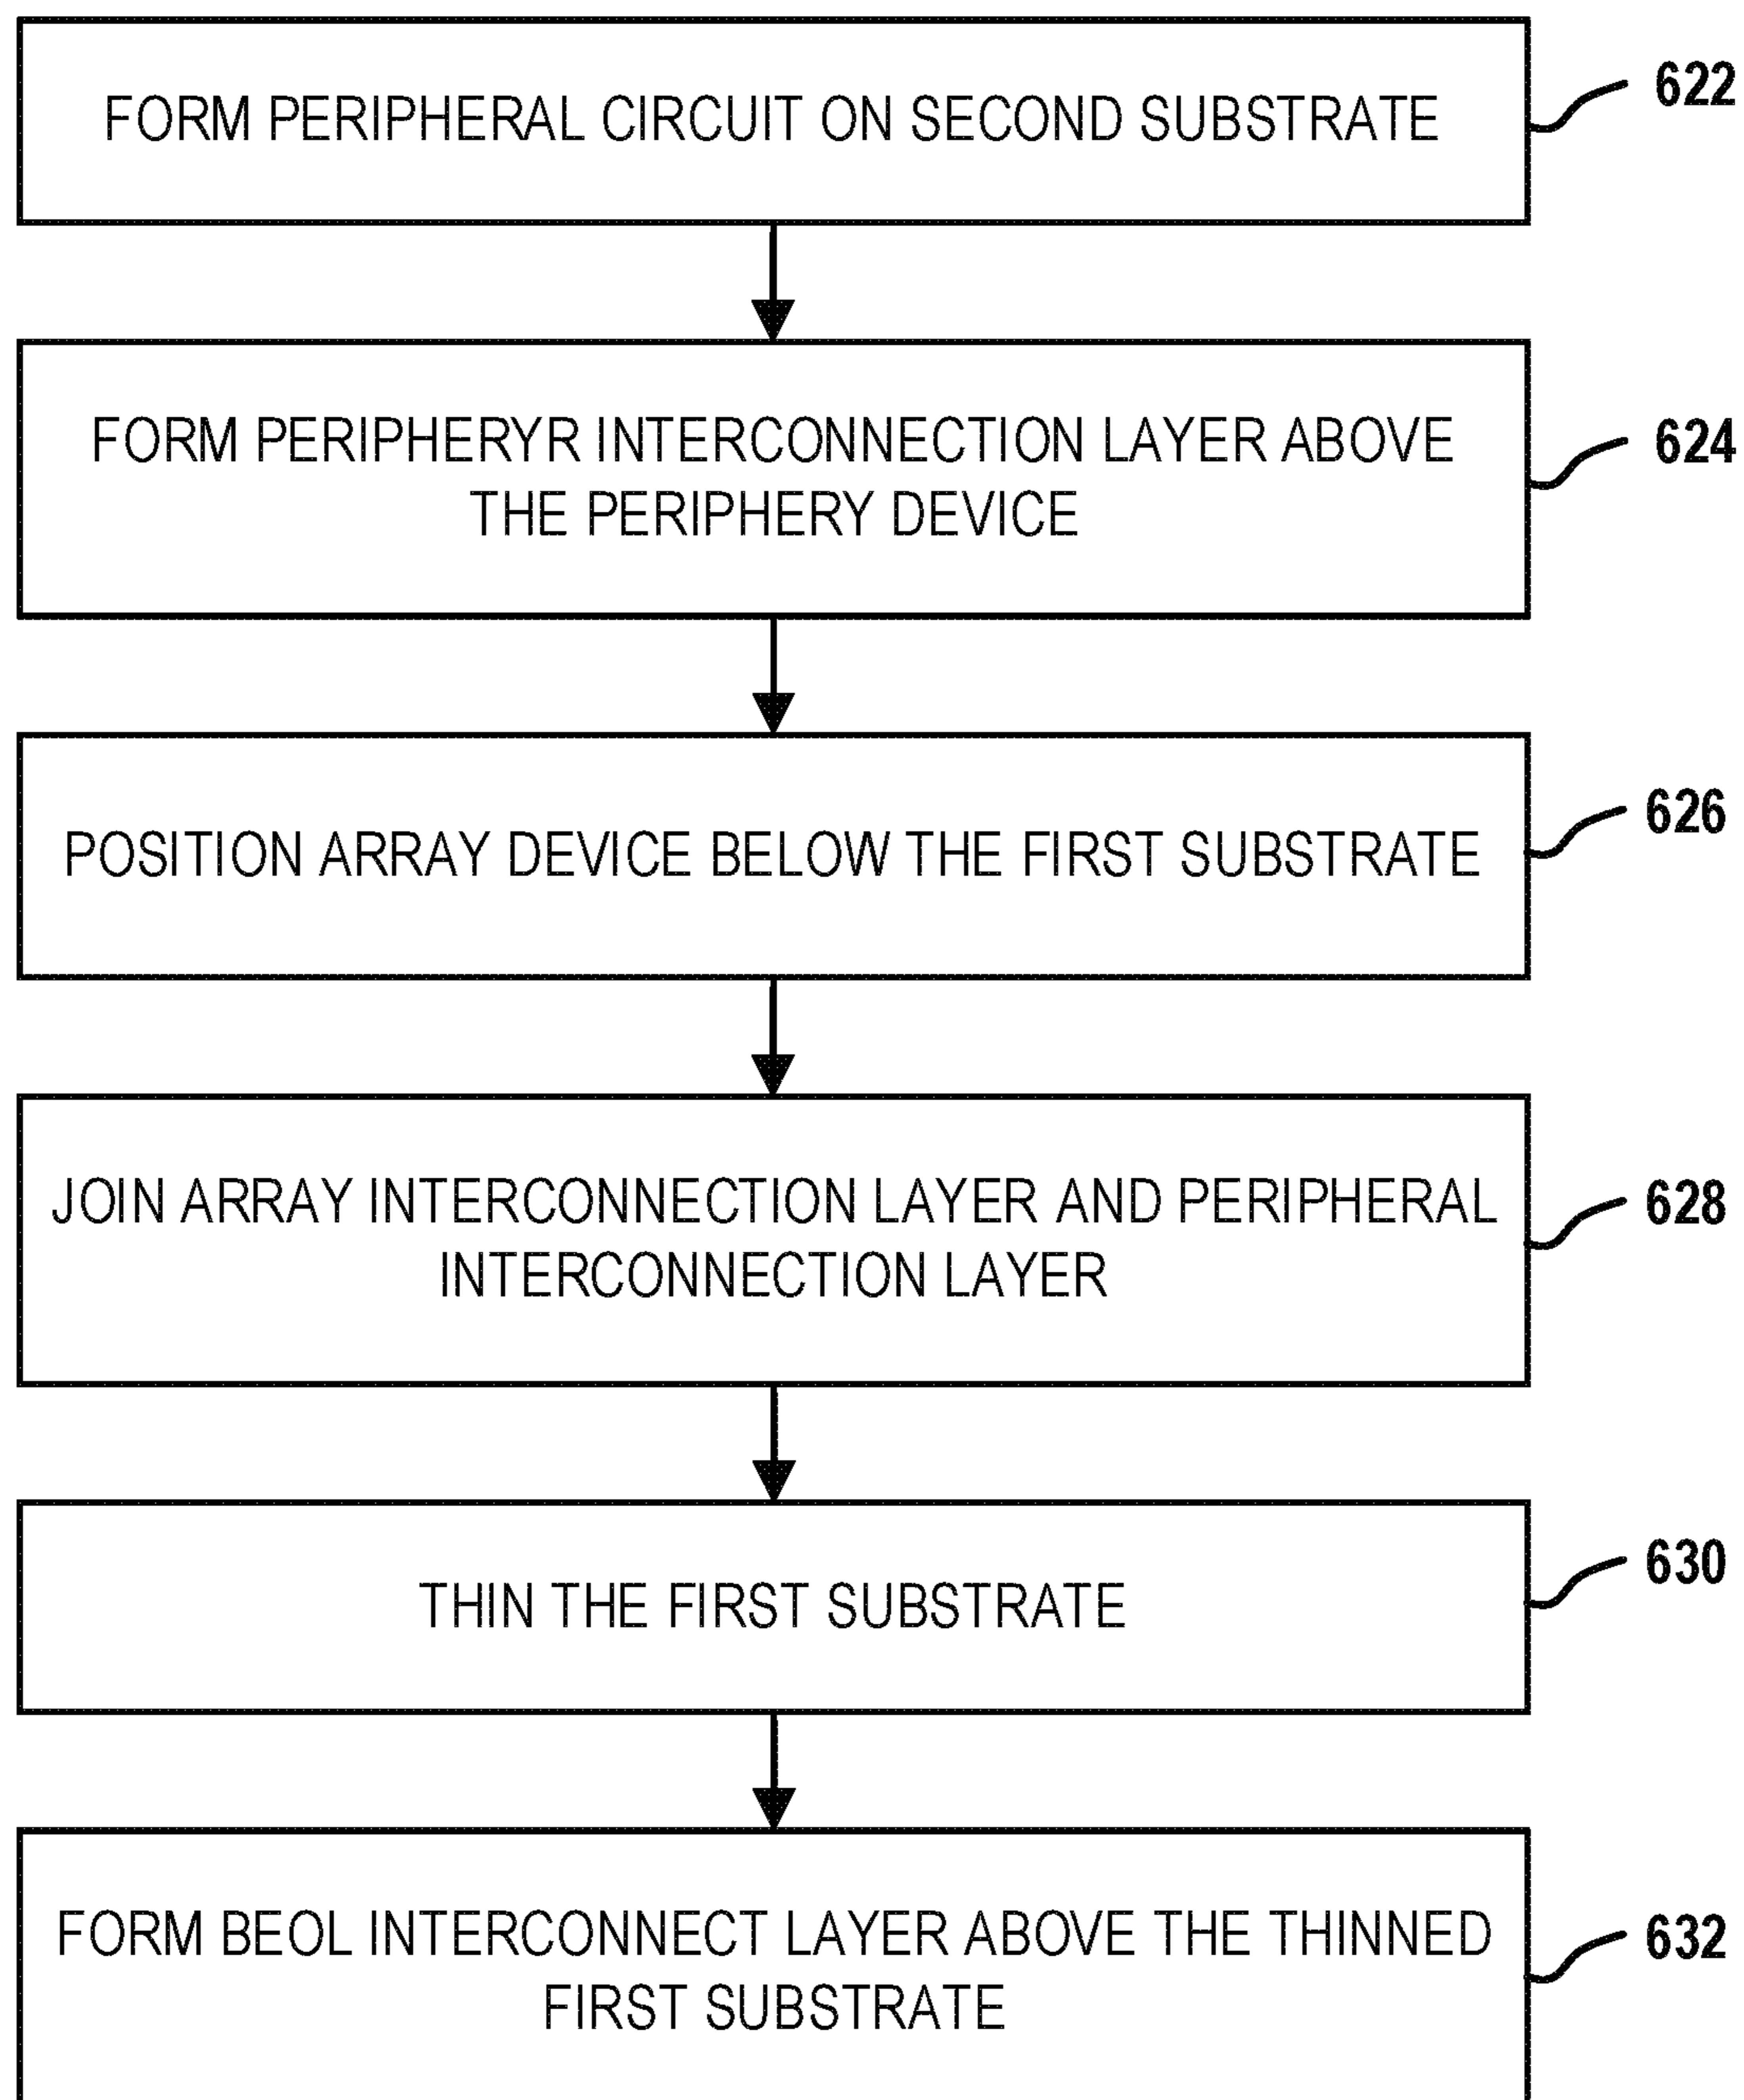 FORM PERIPHERAL CIRCUIT ON SECOND SUBSTRATE
622
FORM PERIPHERYR INTERCONNECTION LAYER ABOVE
THE PERIPHERY DEVICE
624
POSITION ARRAY DEVICE BELOW THE FIRST SUBSTRATE
626
JOIN ARRAY INTERCONNECTION LAYER AND PERIPHERAL
INTERCONNECTION LAYER
628
THIN THE FIRST SUBSTRATE
630
FORM BEOL INTERCONNECT LAYER ABOVE THE THINNED
FIRST SUBSTRATE
632